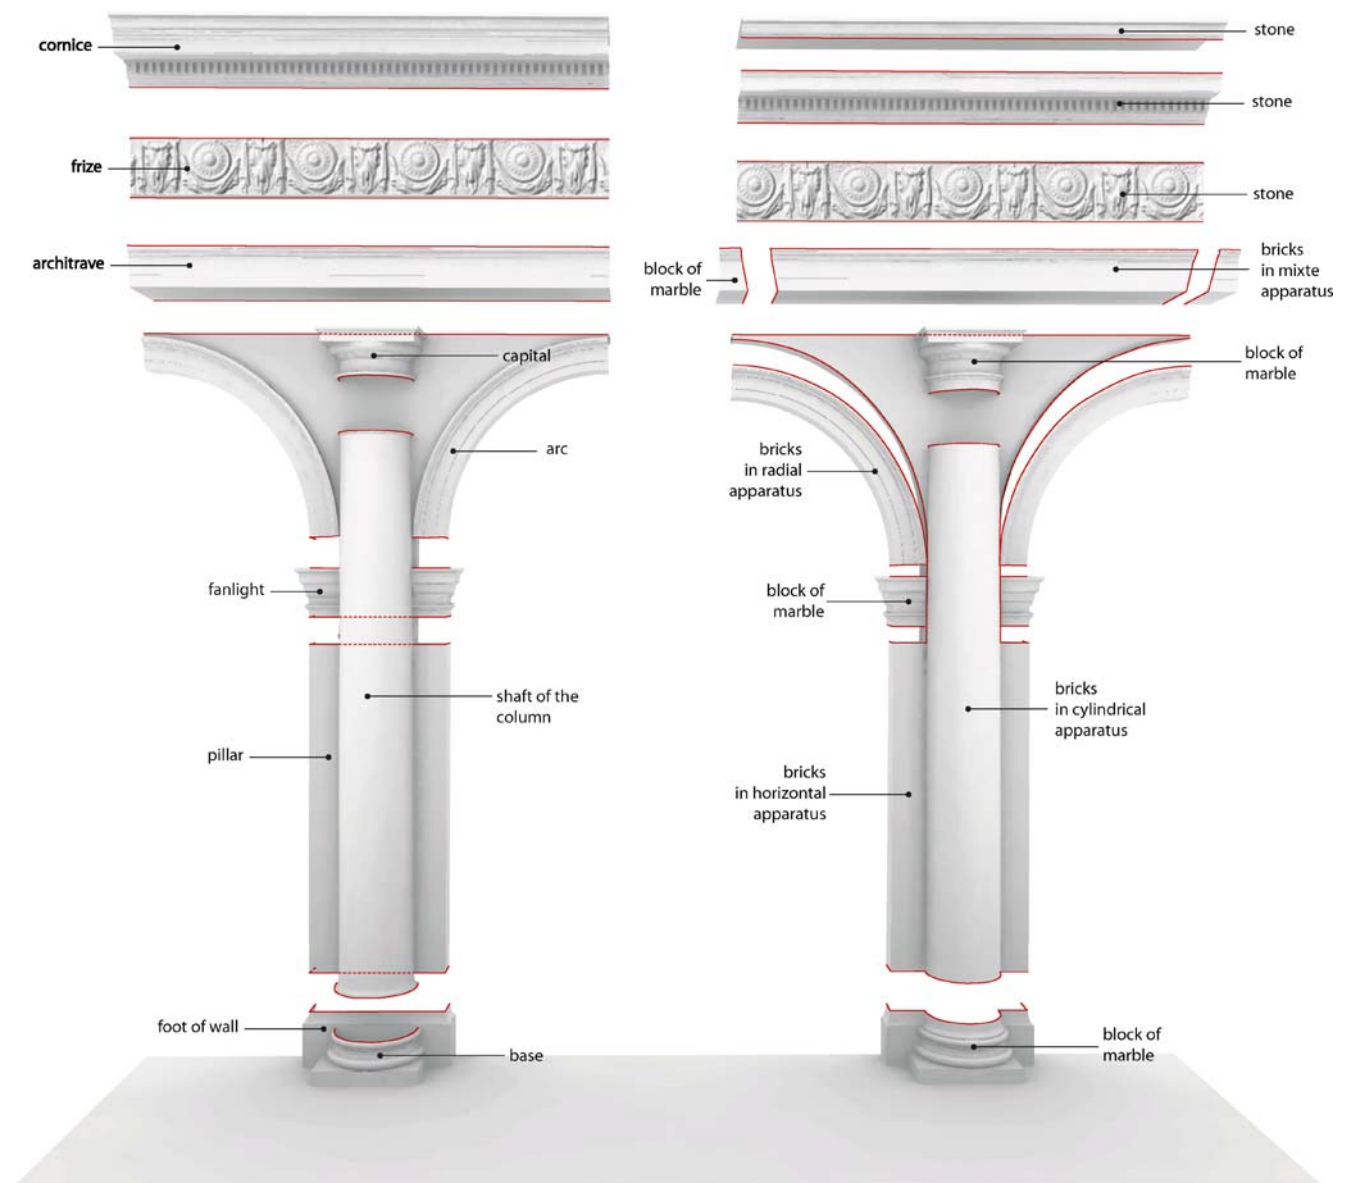 cornice
frize
architrave
capital
arc
fanlight
shaft of the
column
pillar
foot of wall
base
stone
stone
stone
block of
marble
bricks
in mixte
apparatus
block of
marble
bricks
in radial
apparatus
block of
marble
bricks
in cylindrical
apparatus
bricks
in horizontal
apparatus
block of
marble